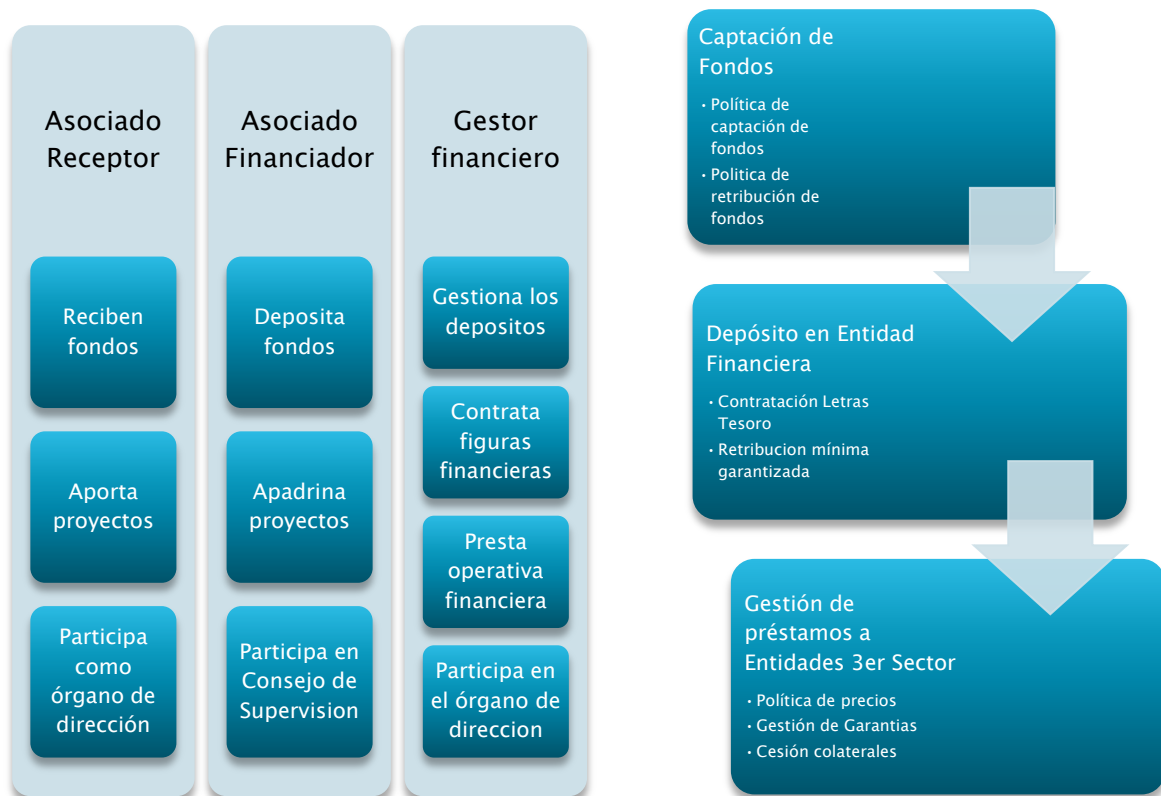 Asociado
Receptor
Reciben
fondos
Aporta
proyectos
Participa
como
órgano de
dirección
Asociado
Financiador
Deposita
fondos
Apadrina
proyectos
Participa en
Consejo de
Supervision
Gestor
financiero
Gestiona los
depositos
Contrata
figuras
financieras
Presta
operativa
financiera
Participa en
el órgano de
direccion
Captación de
Fondos
• Política de
captación de
fondos
• Politica de
retribución de
fondos
Depósito en Entidad
Financiera
• Contratación Letras
Tesoro
• Retribucion mínima
garantizada
Gestión de
préstamos a
Entidades 3er Sector
• Política de precios
• Gestión de Garantias
• Cesión colaterales